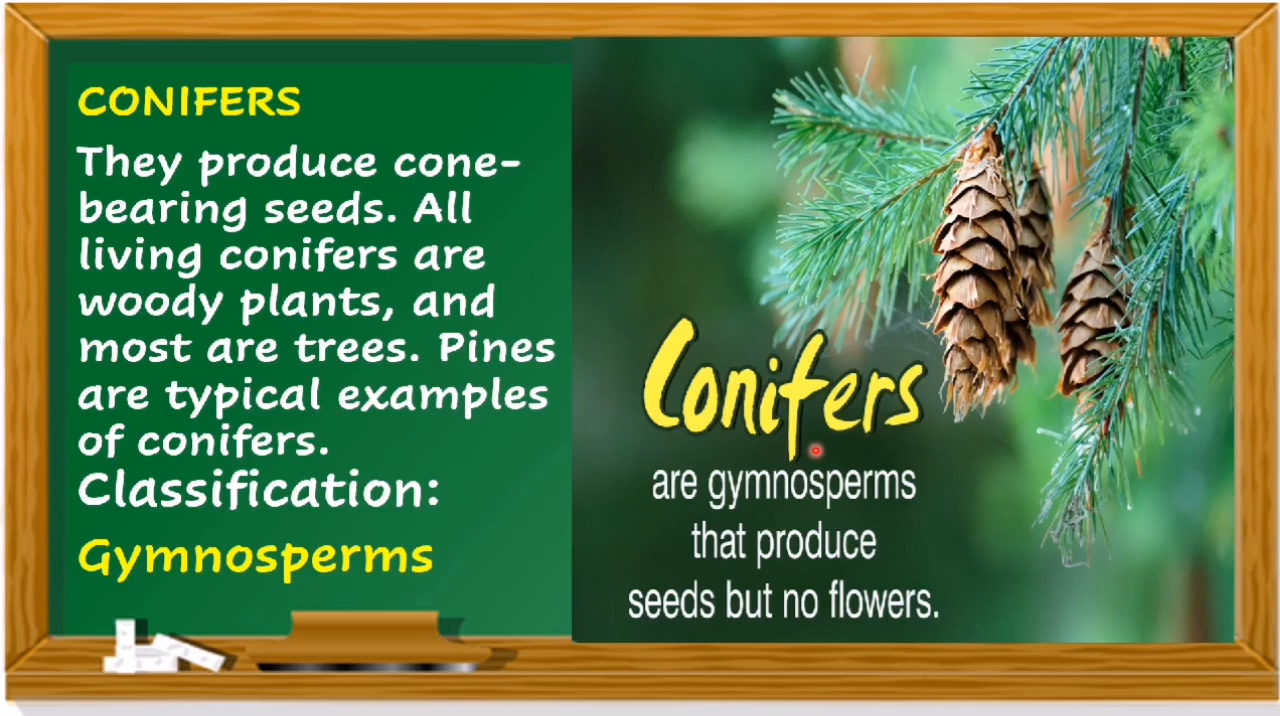 CONIFERS
They produce cone-
bearing seeds. All
living conifers are
woody plants, and
most are trees. Pines
are typical examples
of conifers.
Classification:
Gymnosperms
Conifers
are gymnosperms
that produce
seeds but no flowers.